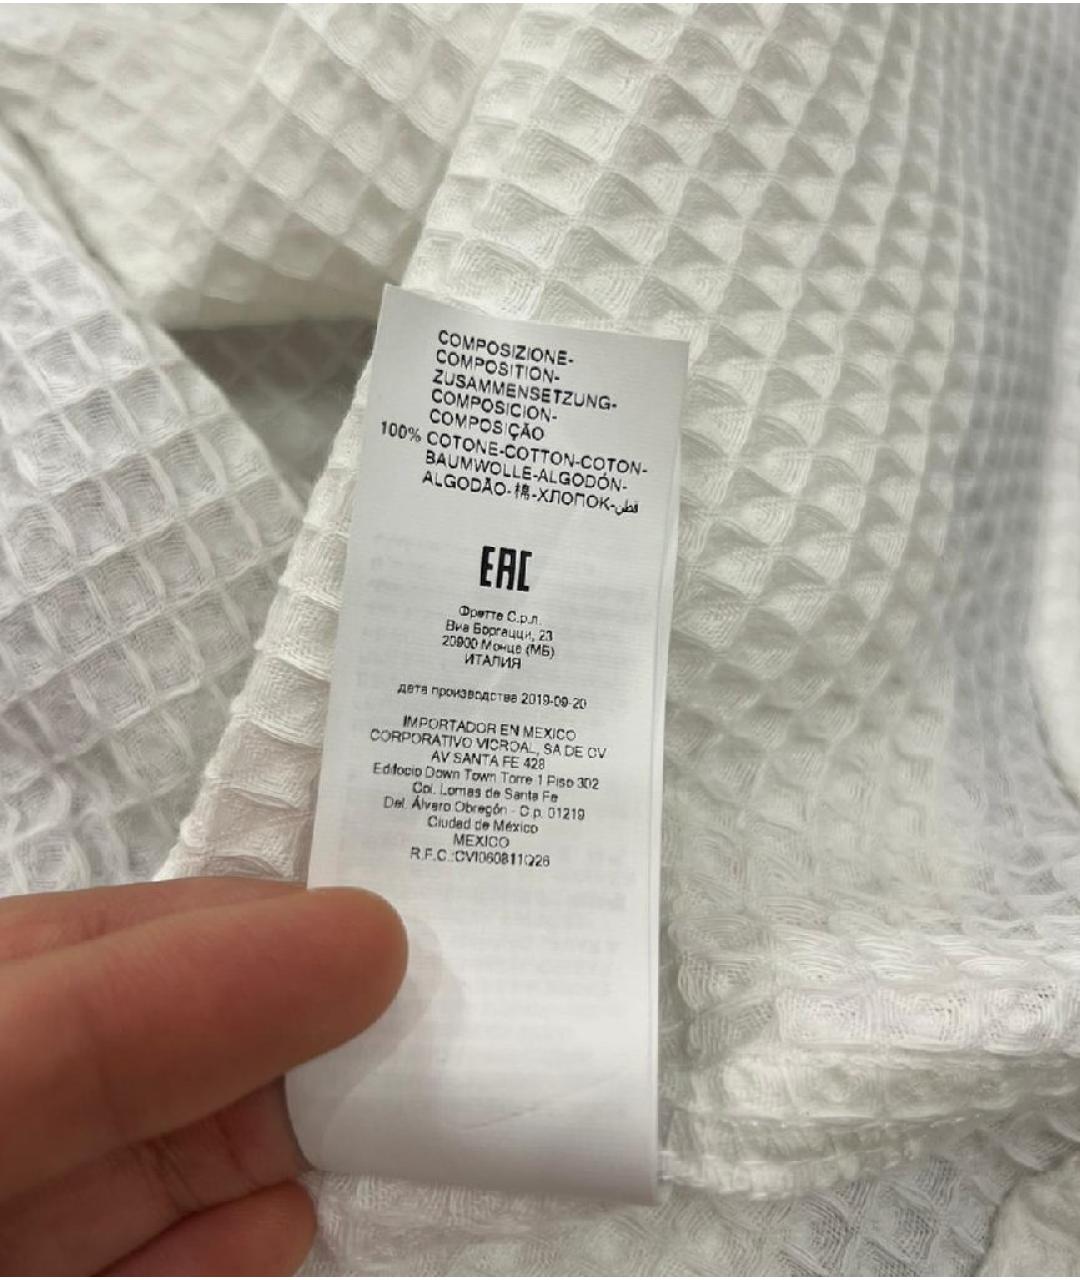 COMPOSIZIONE-
COMPOSITION-
ZUSAMMENSETZUNG-
COMPOSICION-
COMPOSIÇÃO
100% COTONE-COTTON-COTON-
BAUMWOLLE-ALGODÓN-
ALGODÃO-棉-ХЛОПОК-قطن
EAC
Фретте С.р.л.
Виа Боргацци, 23
20900 Монце (МБ)
ИТАЛИЯ
дата производства 2019-09-20
IMPORTADOR EN MEXICO
CORPORATIVO VICROAL, SA DE CV
AV SANTA FE 428
Edificio Down Town Torre 1 Piso 302
Col. Lomas de Santa Fe
Del. Álvaro Obregón - C.p. 01219
Ciudad de México
MEXICO
R.F.C.:CVI060811Q26